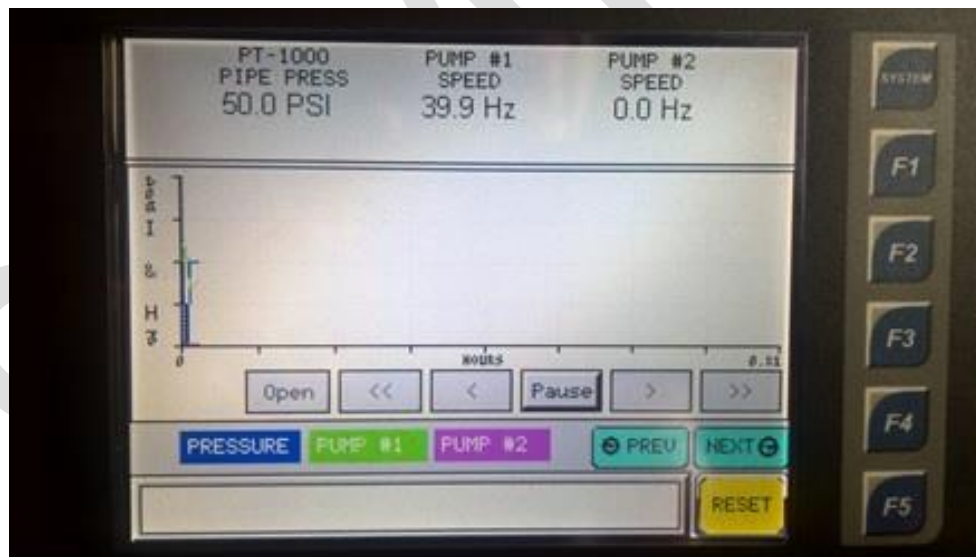 PT-1000
PIPE PRESS
50.0 PSI
PUMP #1
SPEED
39.9 Hz
PUMP #2
SPEED
0.0 Hz
SYSTEM
F1
F2
F3
F4
F5
0
HOURS
Open
<<
<
Pause
>
>>
PRESSURE
PUMP #1
PUMP #2
PREV
NEXT
RESET